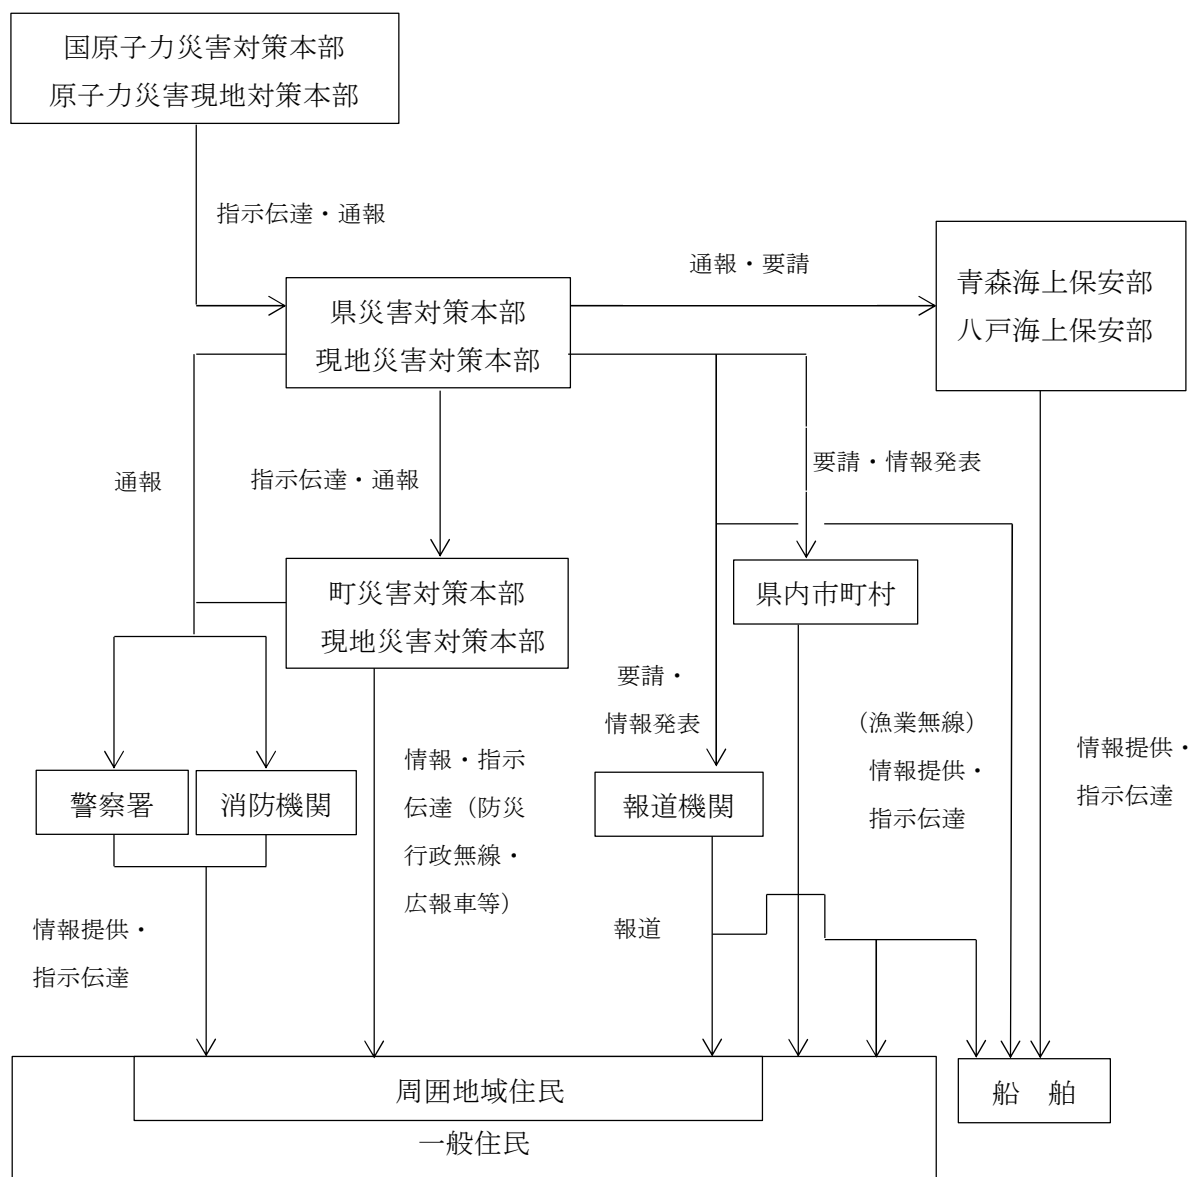 国原子力災害対策本部
原子力災害現地対策本部
指示伝達・通報
通報・要請
青森海上保安部
八戸海上保安部
県災害対策本部
現地災害対策本部
通報
指示伝達・通報
要請・情報発表
町災害対策本部
現地災害対策本部
県内市町村
要請・
情報発表
(漁業無線)
情報提供・
指示伝達
情報提供・
指示伝達
情報・指示
伝達(防災
行政無線・
広報車等)
警察署
消防機関
報道機関
情報提供・
指示伝達
報道
周囲地域住民
一般住民
船 舶